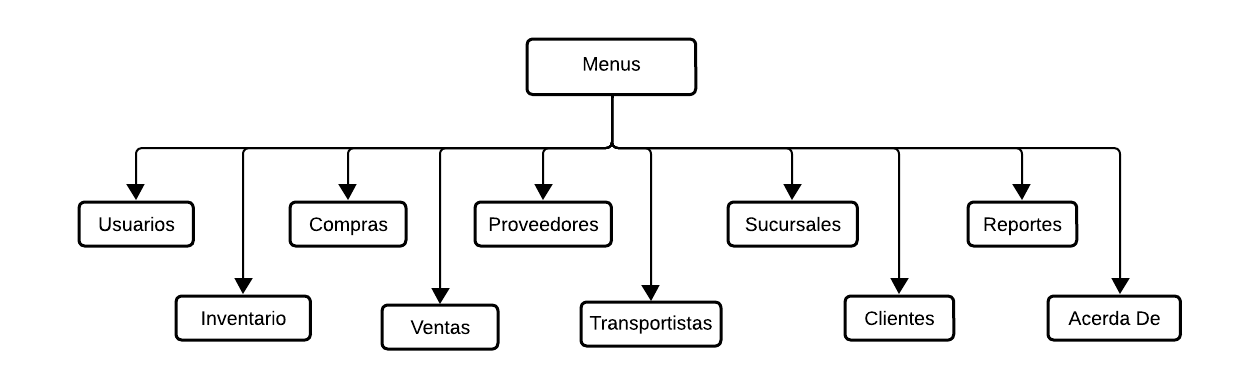 Menus
Usuarios
Compras
Proveedores
Sucursales
Reportes
Inventario
Ventas
Transportistas
Clientes
Acerda De